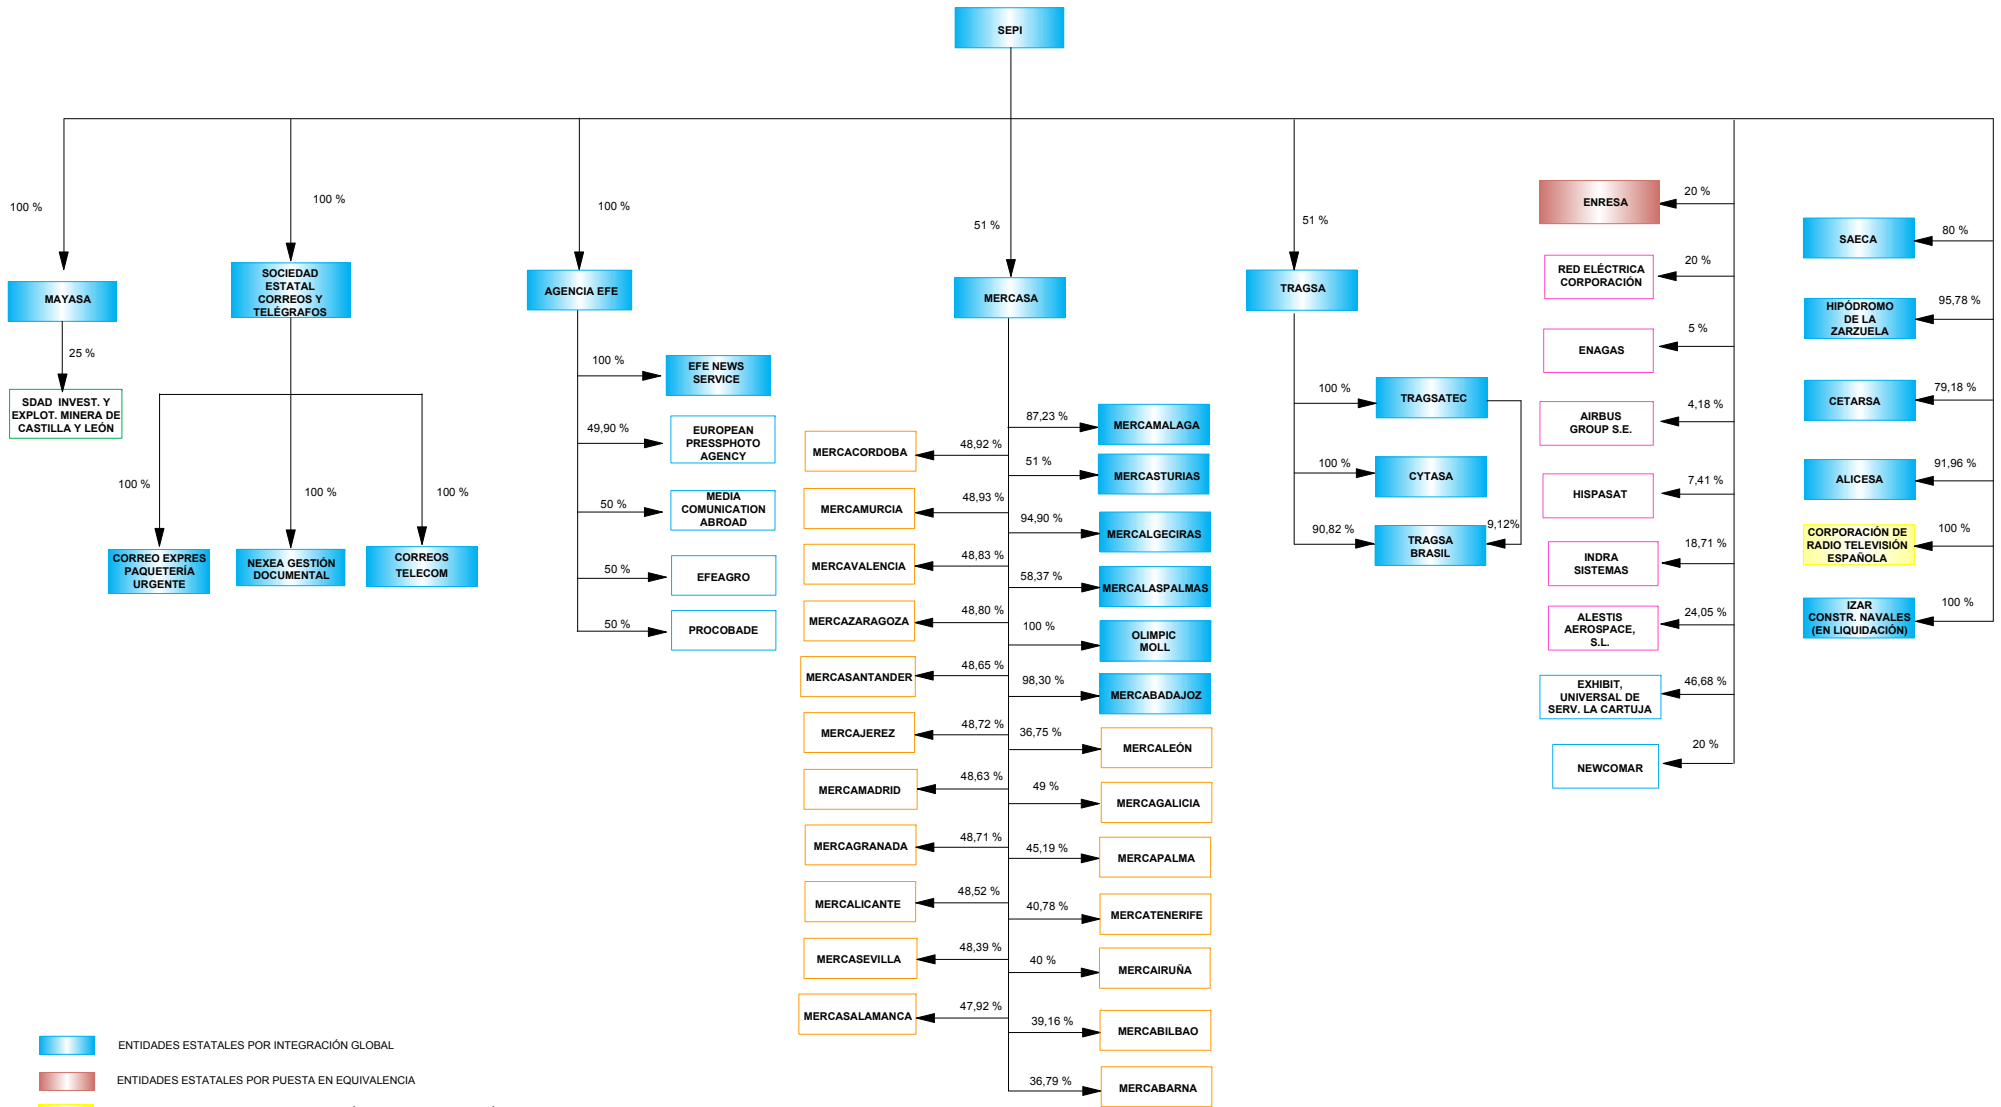 SEPI
100 %
100 %
100 %
51 %
51 %
MAYASA
SOCIEDAD
ESTATAL
CORREOS Y
TELÉGRAFOS
AGENCIA EFE
MERCASA
TRAGSA
25 %
SDAD  INVEST. Y
EXPLOT. MINERA DE
CASTILLA Y LEÓN
100 %
100 %
100 %
CORREO EXPRES
PAQUETERÍA
URGENTE
NEXEA GESTIÓN
DOCUMENTAL
CORREOS
TELECOM
100 %
EFE NEWS
SERVICE
49,90 %
EUROPEAN
PRESSPHOTO
AGENCY
50 %
MEDIA
COMUNICATION
ABROAD
50 %
EFEAGRO
50 %
PROCOBADE
MERCACORDOBA
48,92 %
MERCAMURCIA
48,93 %
MERCAVALENCIA
48,83 %
MERCAZARAGOZA
48,80 %
MERCASANTANDER
48,65 %
MERCAJEREZ
48,72 %
MERCAMADRID
48,63 %
MERCAGRANADA
48,71 %
MERCALICANTE
48,52 %
MERCASEVILLA
48,39 %
MERCASALAMANCA
47,92 %
87,23 %
MERCAMALAGA
51 %
MERCASTURIAS
94,90 %
MERCALGECIRAS
58,37 %
MERCALASPALMAS
100 %
OLIMPIC
MOLL
98,30 %
MERCABADAJOZ
36,75 %
MERCALEÓN
49 %
MERCAGALICIA
45,19 %
MERCAPALMA
40,78 %
MERCATENERIFE
40 %
MERCAIRUÑA
39,16 %
MERCABILBAO
36,79 %
MERCABARNA
100 %
TRAGSATEC
100 %
CYTASA
90,82 %
TRAGSA
BRASIL
9,12%
ENRESA
20 %
RED ELÉCTRICA
CORPORACIÓN
20 %
ENAGAS
5 %
AIRBUS
GROUP S.E.
4,18 %
HISPASAT
7,41 %
INDRA
SISTEMAS
18,71 %
ALESTIS
AEROSPACE,
S.L.
24,05 %
EXHIBIT,
UNIVERSAL DE
SERV. LA CARTUJA
46,68 %
NEWCOMAR
20 %
SAECA
80 %
HIPÓDROMO
DE LA
ZARZUELA
95,78 %
CETARSA
79,18 %
ALICESA
91,96 %
CORPORACIÓN DE
RADIO TELEVISIÓN
ESPAÑOLA
100 %
IZAR
CONSTR. NAVALES
(EN LIQUIDACIÓN)
100 %
ENTIDADES ESTATALES POR INTEGRACIÓN GLOBAL
ENTIDADES ESTATALES POR PUESTA EN EQUIVALENCIA